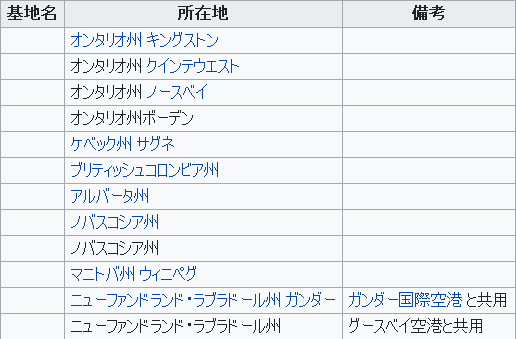 基地名 所在地 備考
オンタリオ州 キングストン
オンタリオ州 クインテウエスト
オンタリオ州 ノースベイ
オンタリオ州ボーデン
ケベック州 サグネ
ブリティッシュコロンビア州
アルバータ州
ノバスコシア州
ノバスコシア州
マニトバ州 ウィニペグ
ニューファンドランド・ラブラドール州 ガンダー ガンダー国際空港 と共用
ニューファンドランド・ラブラドール州 グースベイ空港と共用